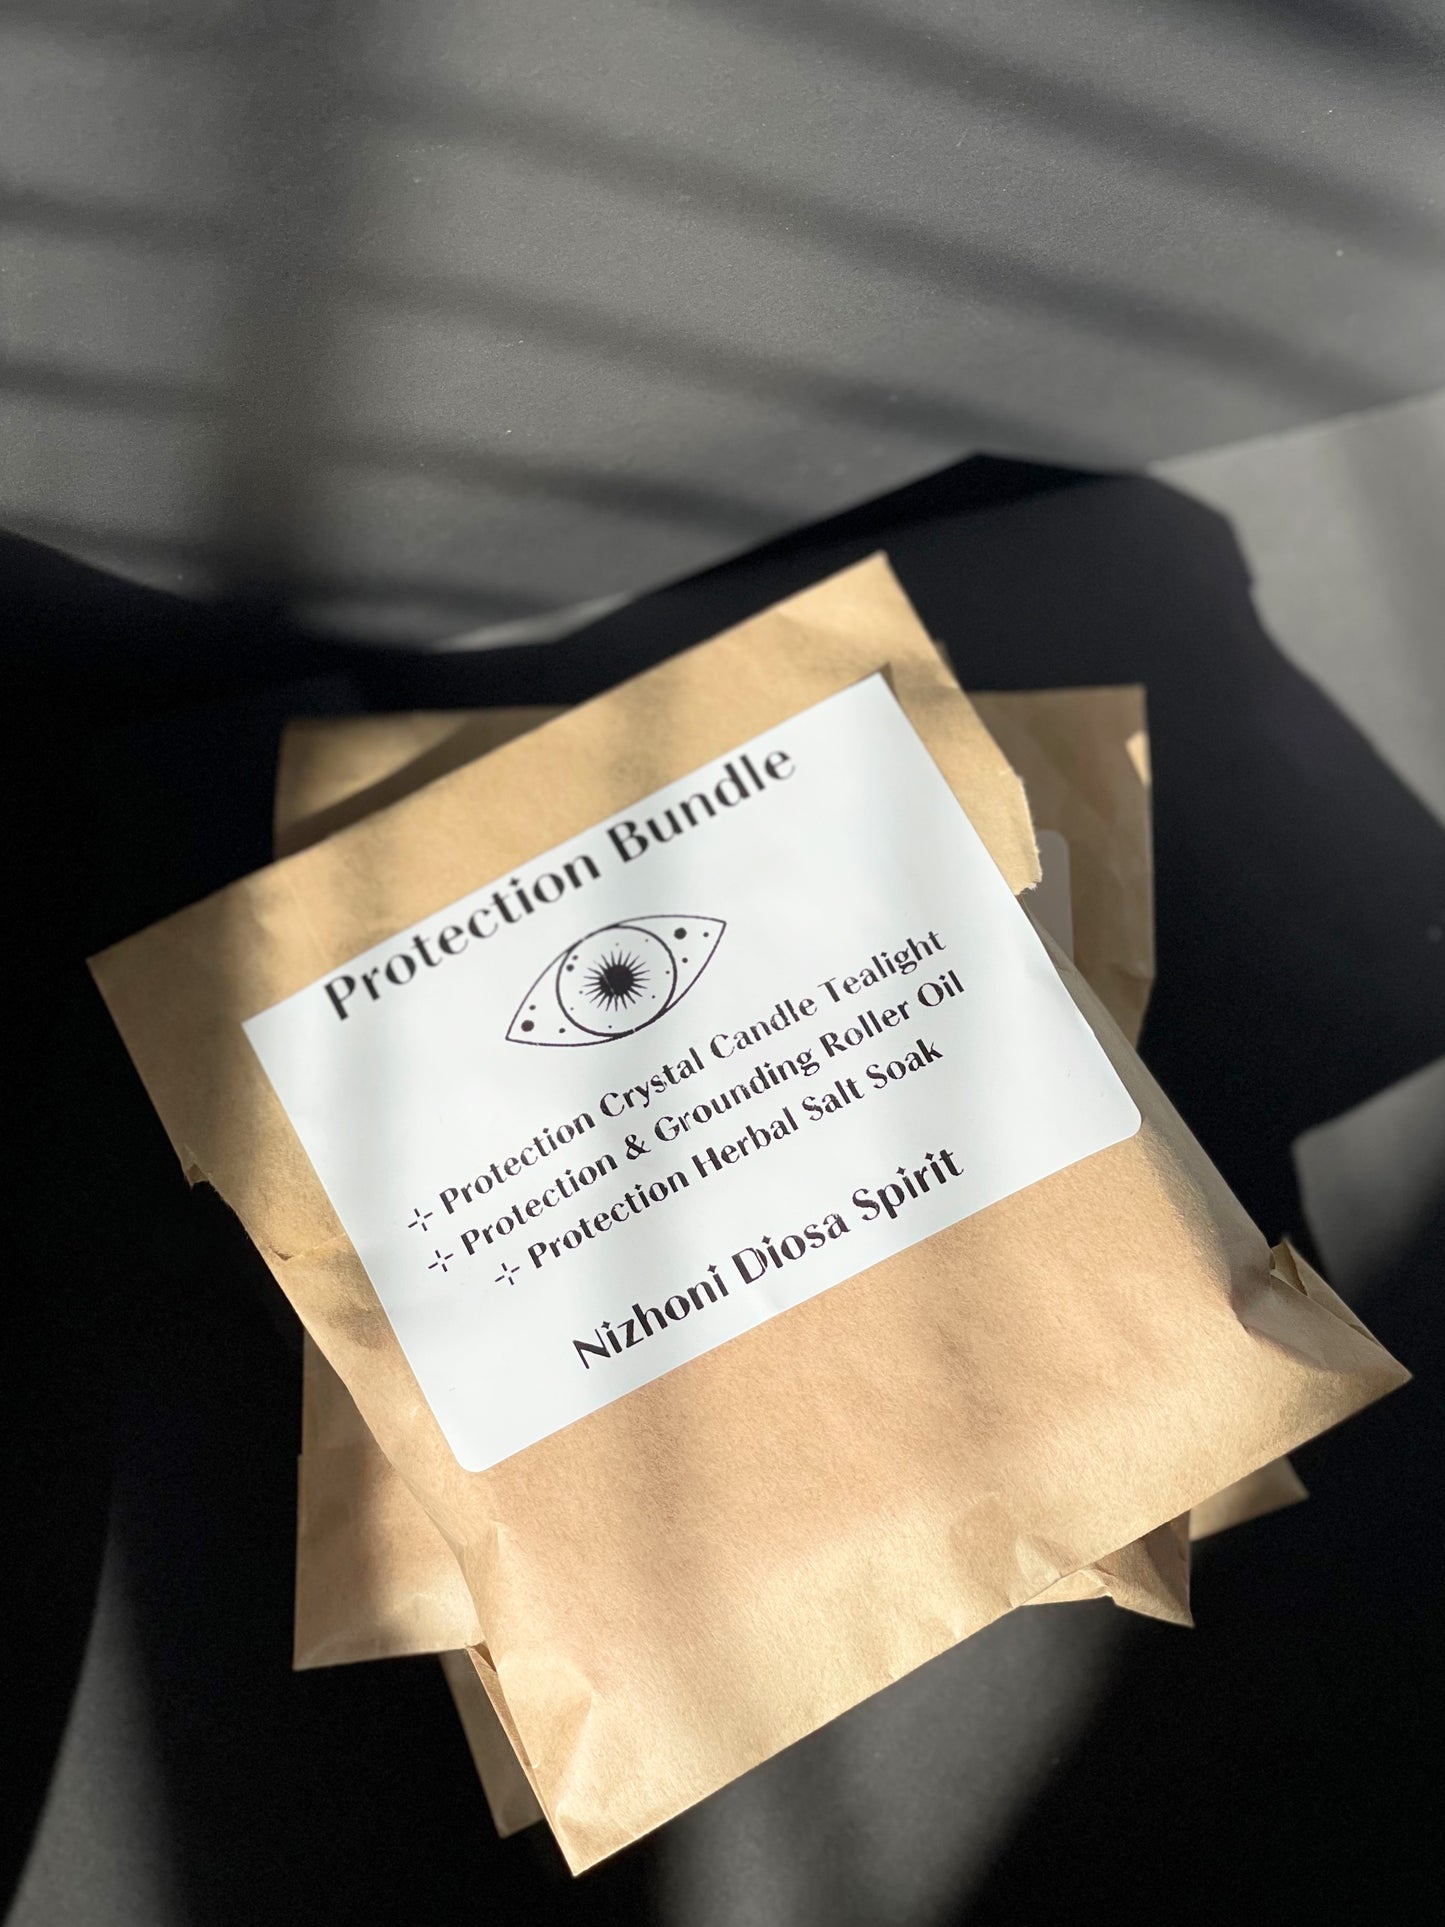 Protection Bundle
⊹ Protection Crystal Candle Tealight
⊹ Protection & Grounding Roller Oil
⊹ Protection Herbal Salt Soak
Nizhoni Diosa Spirit